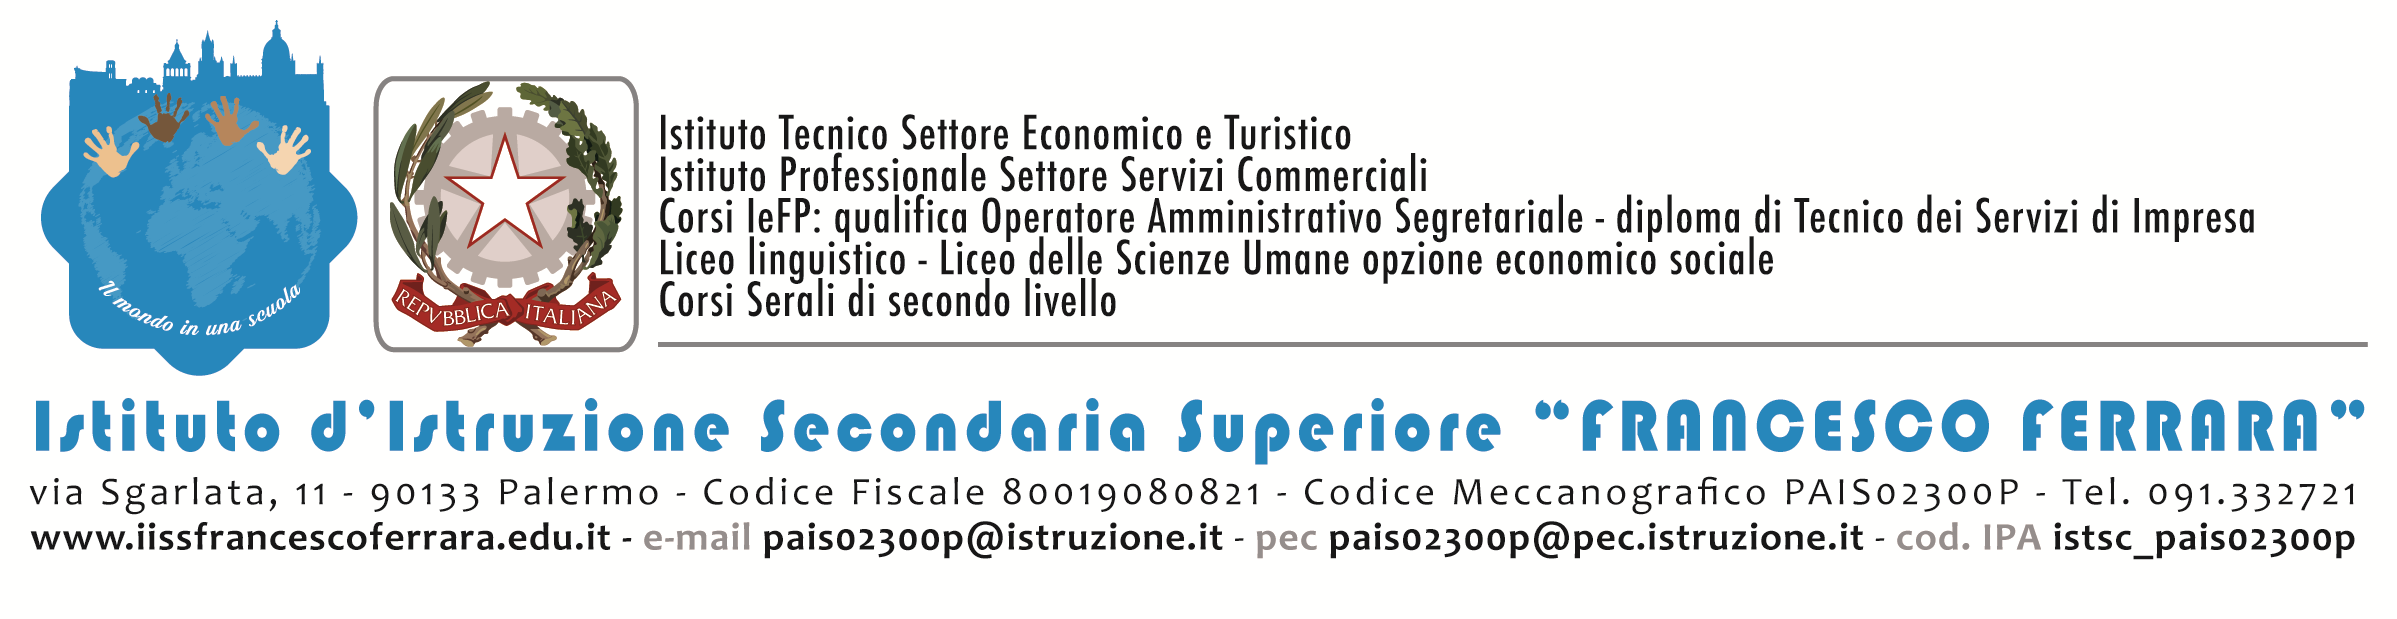 Il mondo in una scuola
REPVBBLICA ITALIANA
Istituto Tecnico Settore Economico e Turistico
Istituto Professionale Settore Servizi Commerciali
Corsi IeFP: qualifica Operatore Amministrativo Segretariale - diploma di Tecnico dei Servizi di Impresa
Liceo linguistico - Liceo delle Scienze Umane opzione economico sociale
Corsi Serali di secondo livello
Istituto d'Istruzione Secondaria Superiore "FRANCESCO FERRARA"
via Sgarlata, 11 - 90133 Palermo - Codice Fiscale 80019080821 - Codice Meccanografico PAIS02300P - Tel. 091.332721
www.iissfrancescoferrara.edu.it - e-mail pais02300p@istruzione.it - pec pais02300p@pec.istruzione.it - cod. IPA istsc_pais02300p